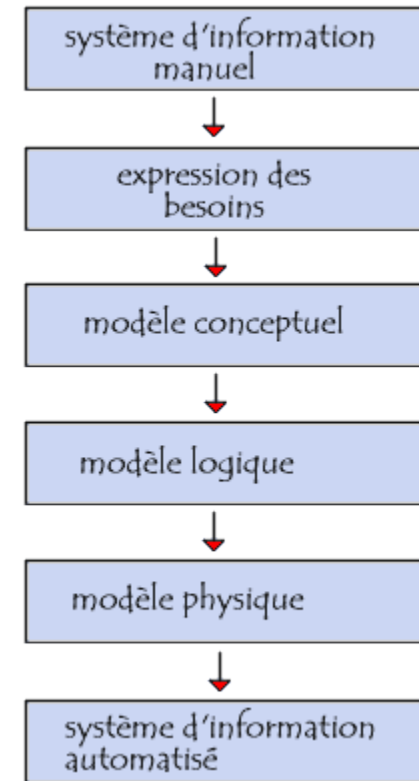 système d'information
manuel
expression des
besoins
modèle conceptuel
modèle logique
modèle physique
système d'information
automatisé